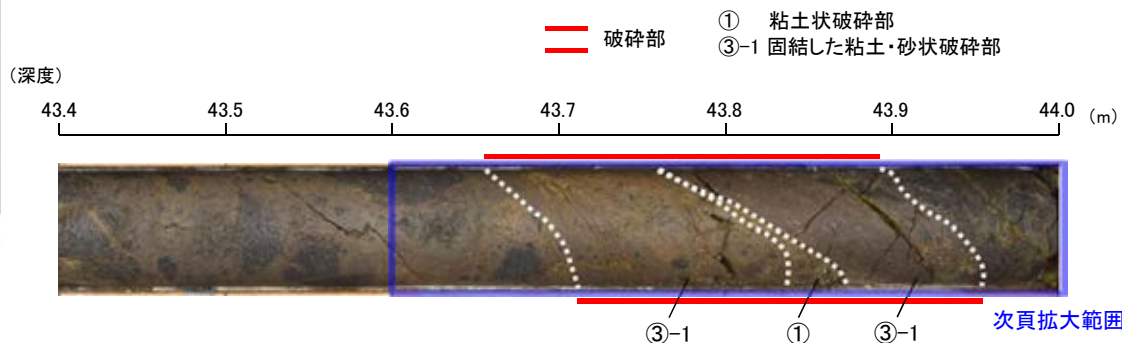 破砕部
① 粘土状破砕部
③-1 固結した粘土・砂状破砕部
(深度)
43.4 43.5 43.6 43.7 43.8 43.9 44.0 (m)
③-1 ① ③-1
次頁拡大範囲